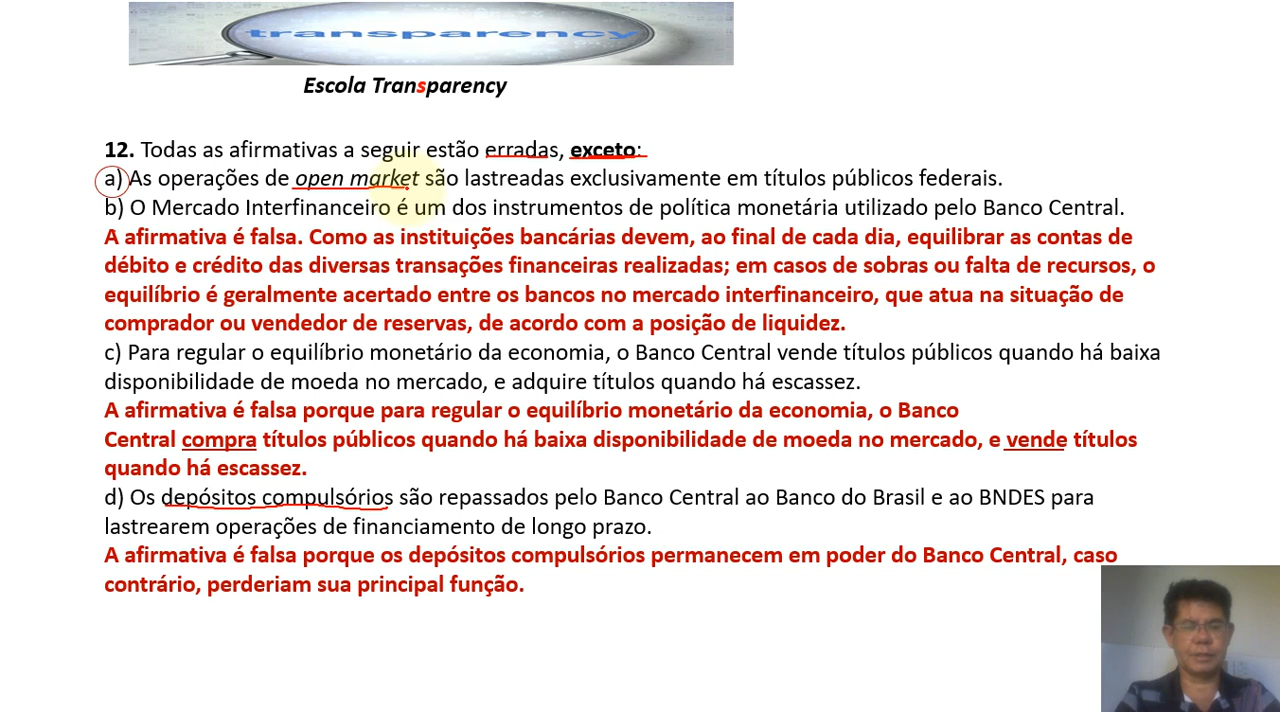 transparency
Escola Transparency
12. Todas as afirmativas a seguir estão erradas, exceto:
a) As operações de open market são lastreadas exclusivamente em títulos públicos federais.
b) O Mercado Interfinanceiro é um dos instrumentos de política monetária utilizado pelo Banco Central.
A afirmativa é falsa. Como as instituições bancárias devem, ao final de cada dia, equilibrar as contas de
débito e crédito das diversas transações financeiras realizadas; em casos de sobras ou falta de recursos, o
equilíbrio é geralmente acertado entre os bancos no mercado interfinanceiro, que atua na situação de
comprador ou vendedor de reservas, de acordo com a posição de liquidez.
c) Para regular o equilíbrio monetário da economia, o Banco Central vende títulos públicos quando há baixa
disponibilidade de moeda no mercado, e adquire títulos quando há escassez.
A afirmativa é falsa porque para regular o equilíbrio monetário da economia, o Banco
Central compra títulos públicos quando há baixa disponibilidade de moeda no mercado, e vende títulos
quando há escassez.
d) Os depósitos compulsórios são repassados pelo Banco Central ao Banco do Brasil e ao BNDES para
lastrearem operações de financiamento de longo prazo.
A afirmativa é falsa porque os depósitos compulsórios permanecem em poder do Banco Central, caso
contrário, perderiam sua principal função.